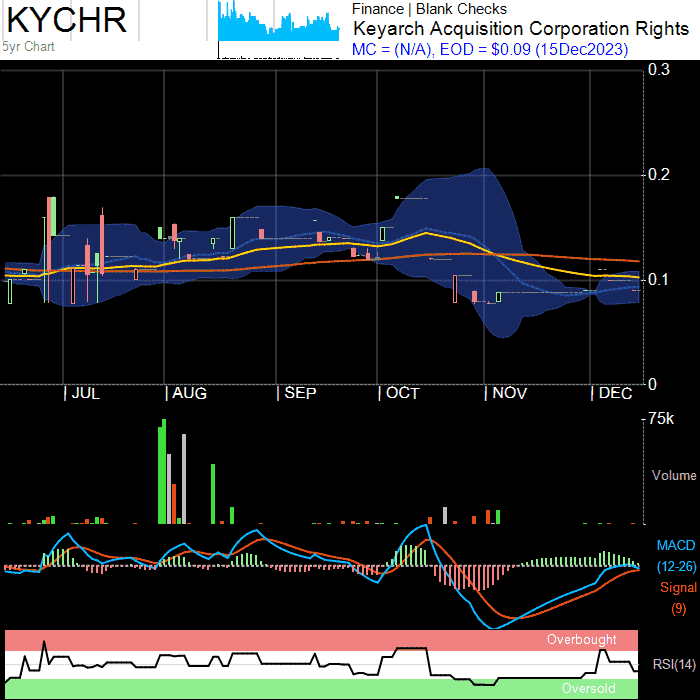 KYCHR
5yr Chart
Finance | Blank Checks
Keyarch Acquisition Corporation Rights
MC = (N/A), EOD = $0.09 (15Dec2023)
0.3
0.2
0.1
0
| JUL | AUG | SEP | OCT | NOV | DEC
75k
Volume
MACD
(12-26)
Signal
(9)
Overbought
RSI(14)
Oversold